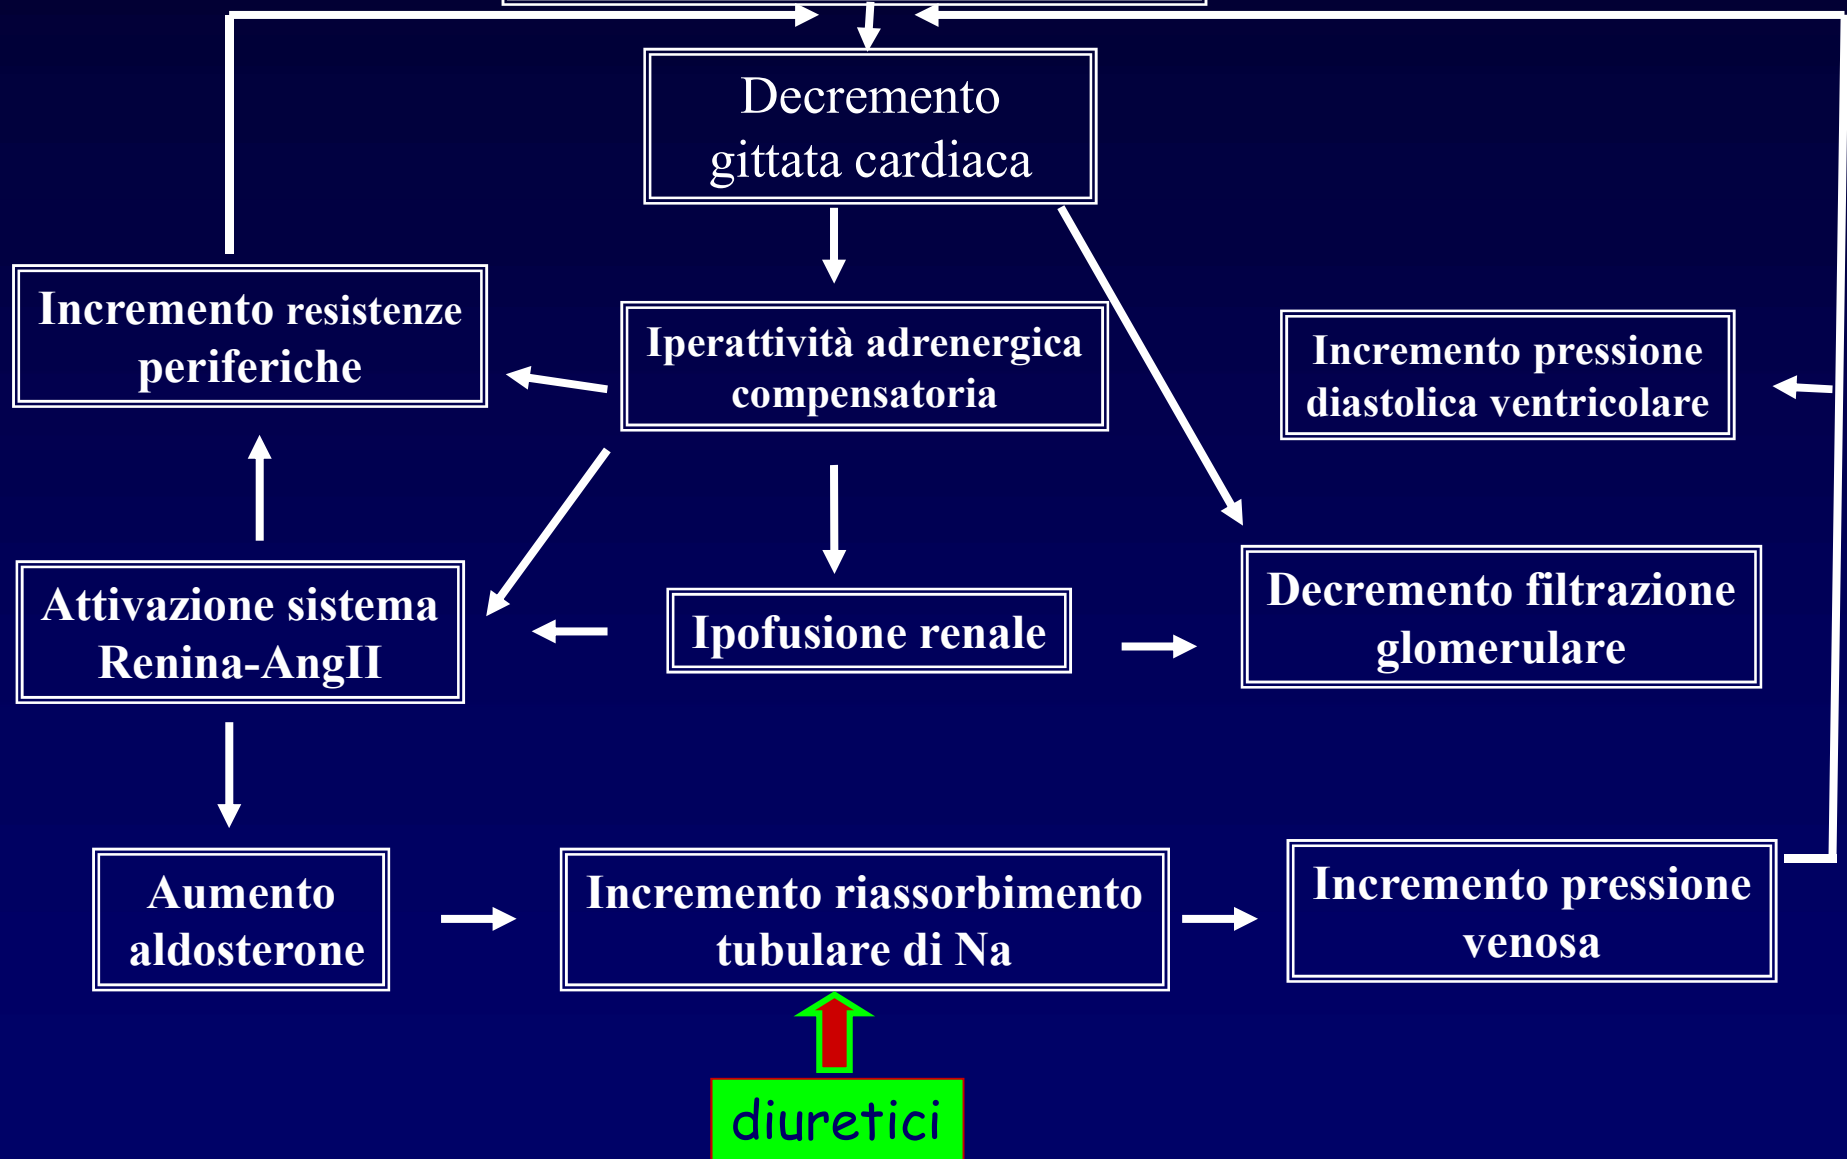 Decremento
gittata cardiaca
Incremento resistenze
periferiche
Iperattività adrenergica
compensatoria
Incremento pressione
diastolica ventricolare
Attivazione sistema
Renina-AngII
Ipofusione renale
Decremento filtrazione
glomerulare
Aumento
aldosterone
Incremento riassorbimento
tubulare di Na
Incremento pressione
venosa
diuretici